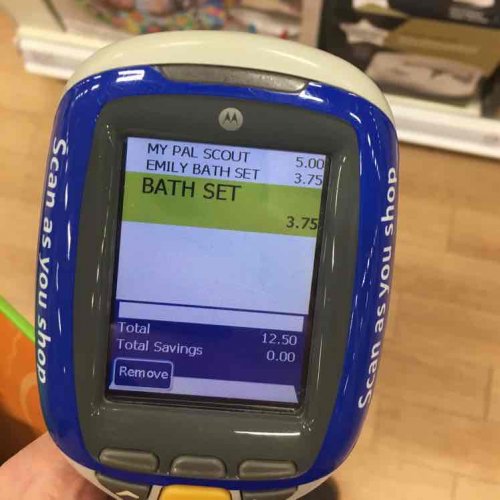 MY PAL SCOUT 5.00
EMILY BATH SET 3.75
BATH SET
3.75
Total 12.50
Total Savings 0.00
Remove
Scan as you shop
Scan as you shop